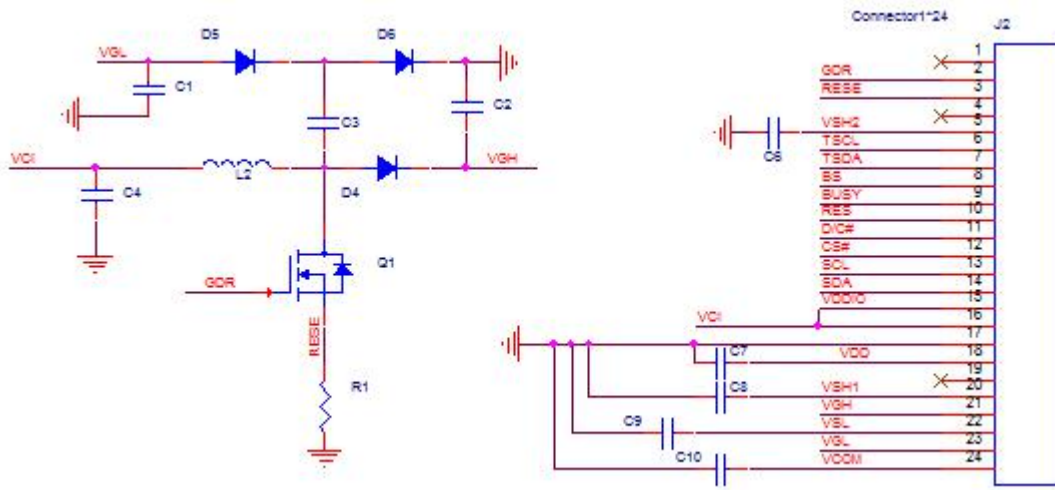 Connector1*24
J2
D5
D6
VGL
C1
C2
C3
VCI
L2
D4
VGH
C4
Q1
GDR
RESE
R1
1
GDR 2
RESE 3
4
5
C6 VSH2
6
TSCL
7
TSDA
8
BS
9
BUSY
10
RES
11
D/C#
12
CS#
13
SCL
14
SDA
15
VDDIO
16
VCI
17
C7 VDD 18
19
20
C8 VSH1
21
VGH
22
C9 VSL
23
VGL
24
C10 VCOM